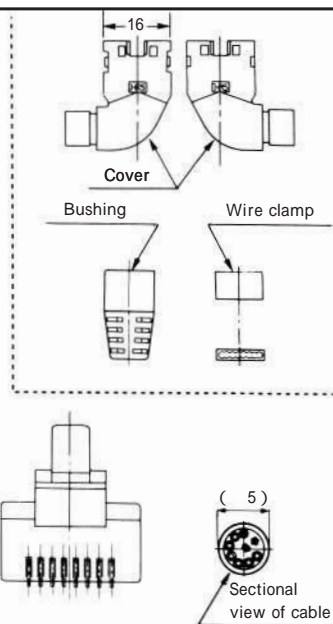 16
Cover
Bushing
Wire clamp
( 5)
Sectional
view of cable